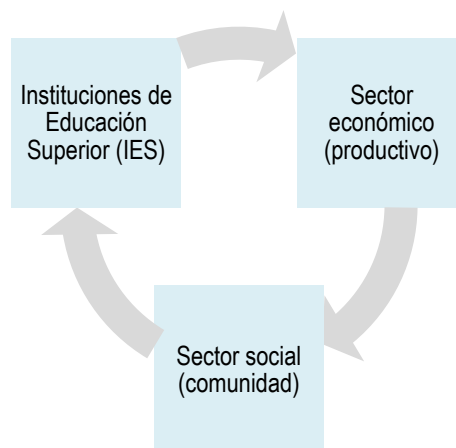 Instituciones de
Educación
Superior (IES)
Sector
económico
(productivo)
Sector social
(comunidad)